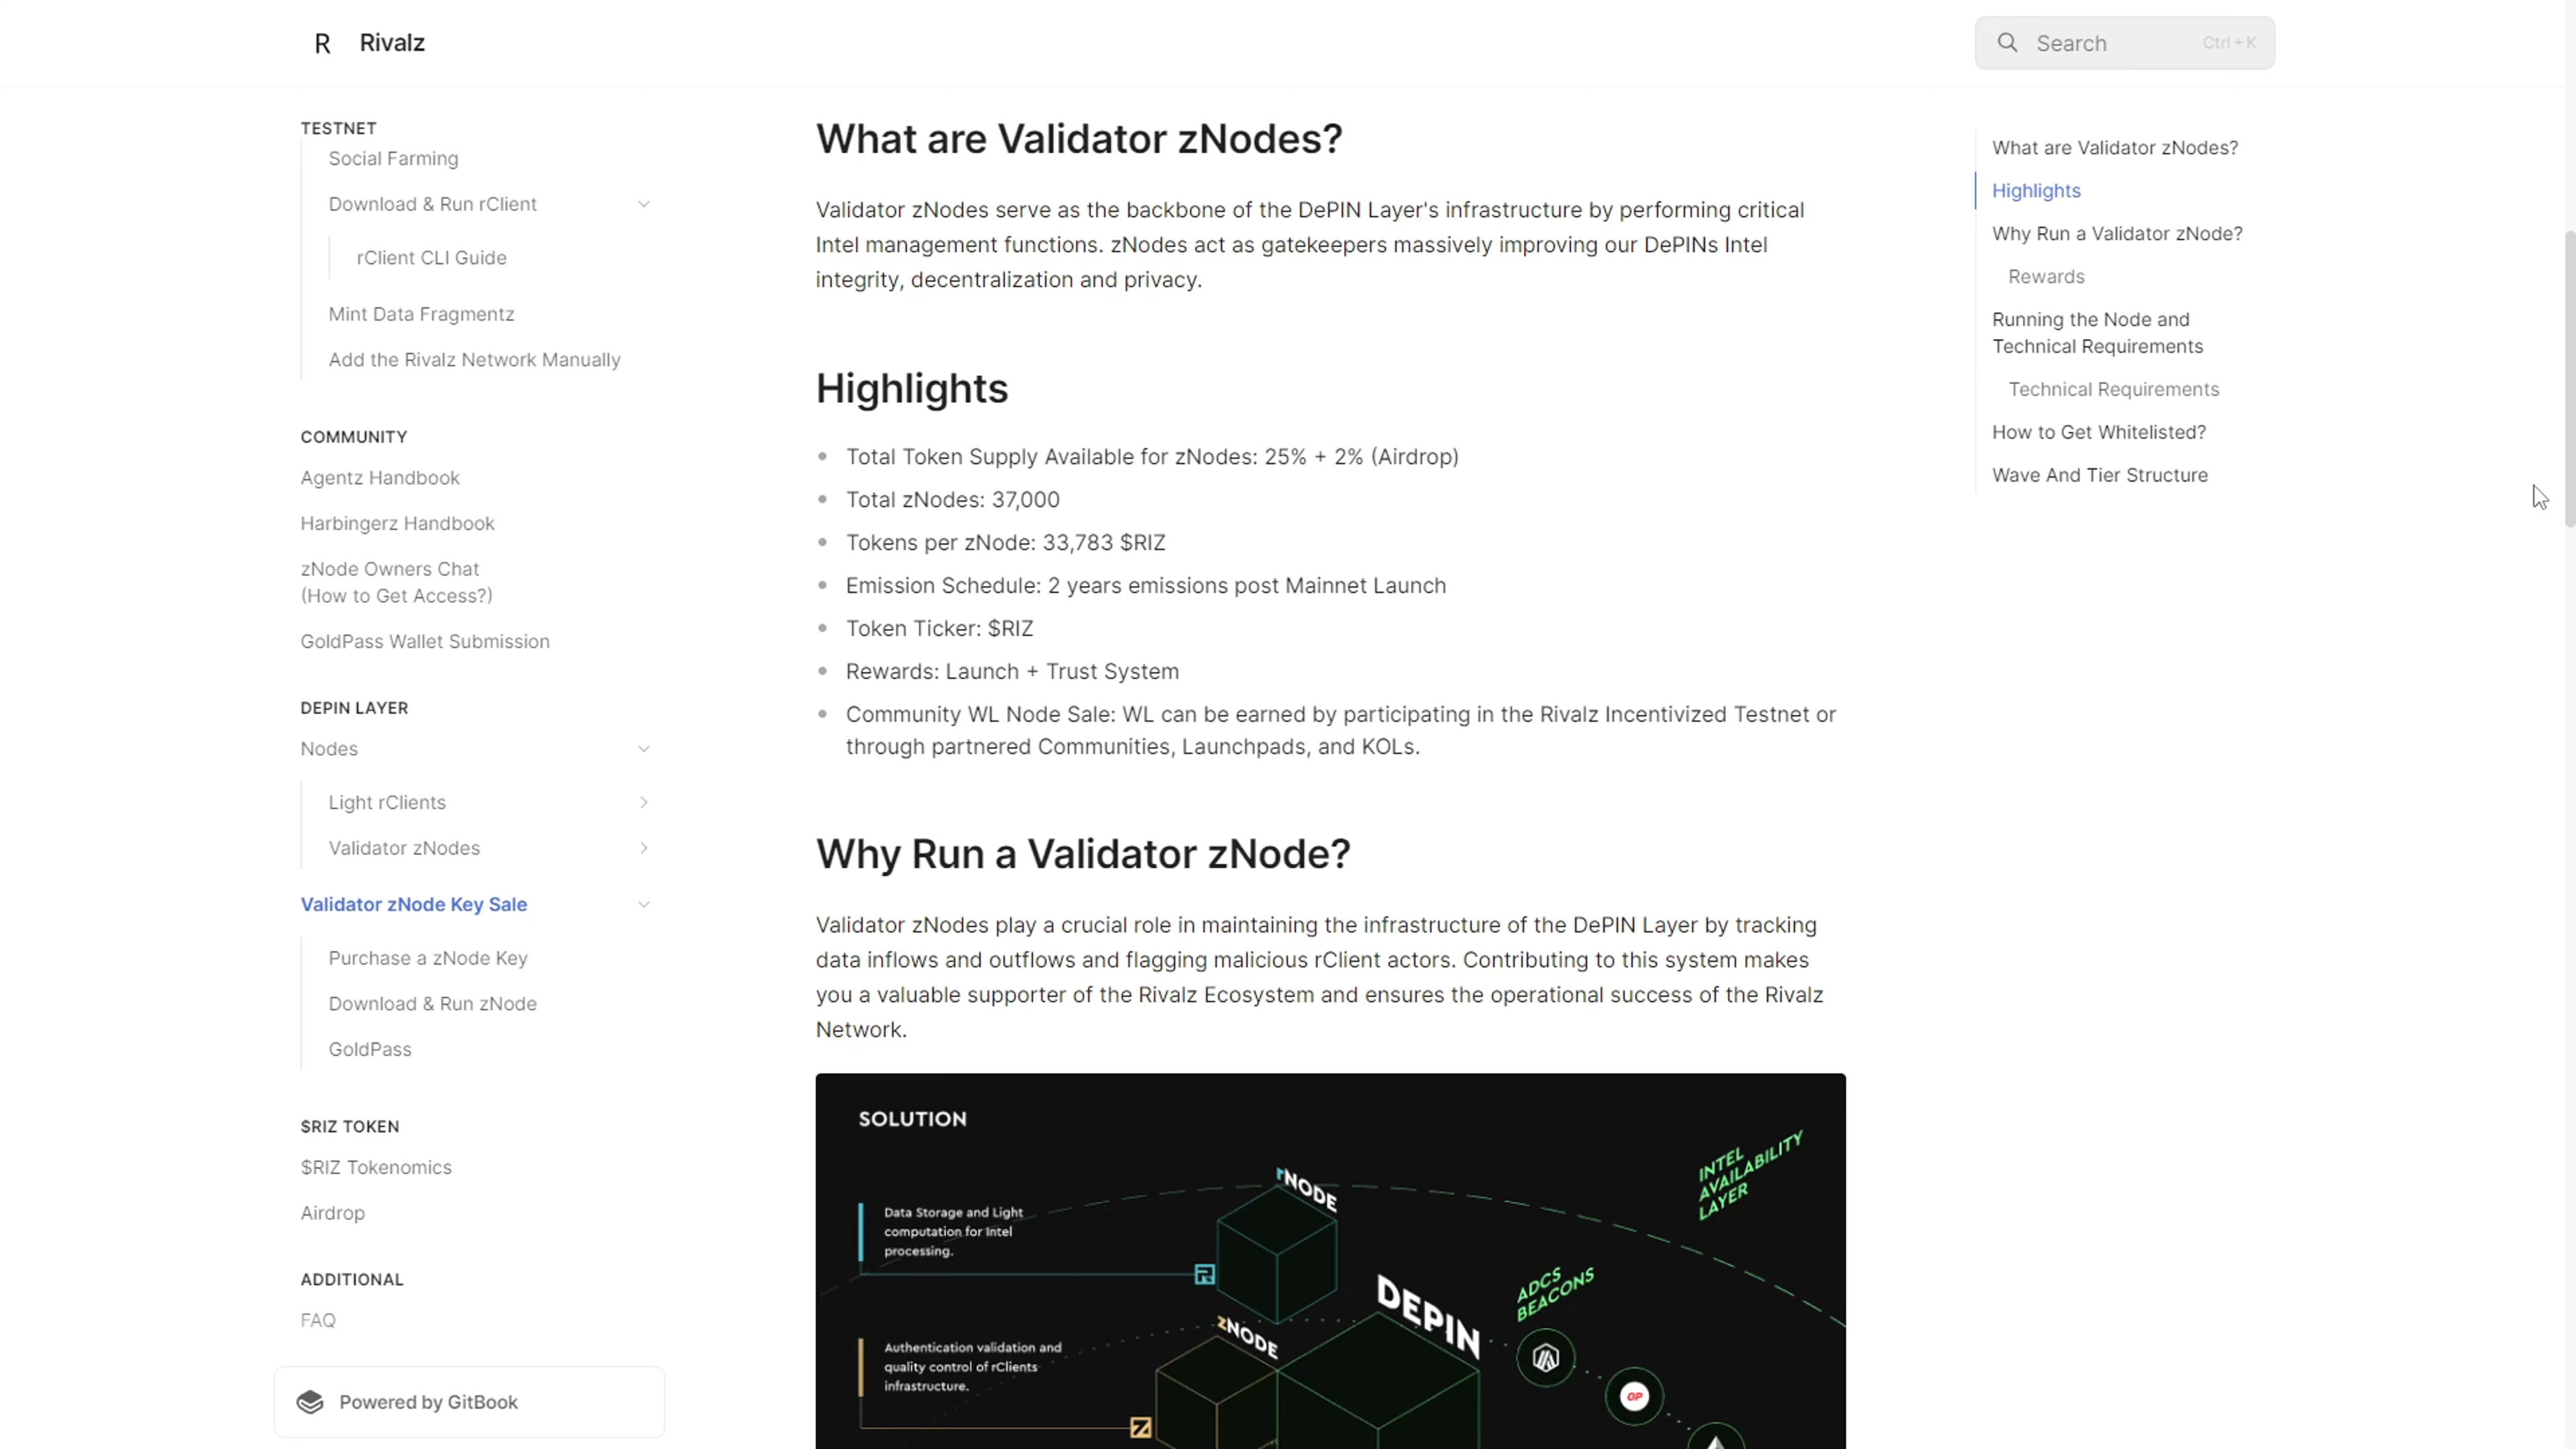 R Rivalz
Search Ctrl + K
TESTNET
Social Farming
Download & Run rClient
rClient CLI Guide
Mint Data Fragmentz
Add the Rivalz Network Manually
COMMUNITY
Agentz Handbook
Harbingerz Handbook
zNode Owners Chat
(How to Get Access?)
GoldPass Wallet Submission
DEPIN LAYER
Nodes
Light rClients
Validator zNodes
Validator zNode Key Sale
Purchase a zNode Key
Download & Run zNode
GoldPass
$RIZ TOKEN
$RIZ Tokenomics
Airdrop
ADDITIONAL
FAQ
Powered by GitBook
What are Validator zNodes?
Validator zNodes serve as the backbone of the DePIN Layer's infrastructure by performing critical
Intel management functions. zNodes act as gatekeepers massively improving our DePINs Intel
integrity, decentralization and privacy.
Highlights
Total Token Supply Available for zNodes: 25% + 2% (Airdrop)
Total zNodes: 37,000
Tokens per zNode: 33,783 $RIZ
Emission Schedule: 2 years emissions post Mainnet Launch
Token Ticker: $RIZ
Rewards: Launch + Trust System
Community WL Node Sale: WL can be earned by participating in the Rivalz Incentivized Testnet or
through partnered Communities, Launchpads, and KOLs.
Why Run a Validator zNode?
Validator zNodes play a crucial role in maintaining the infrastructure of the DePIN Layer by tracking
data inflows and outflows and flagging malicious rClient actors. Contributing to this system makes
you a valuable supporter of the Rivalz Ecosystem and ensures the operational success of the Rivalz
Network.
SOLUTION
rNODE
Data Storage and Light
computation for Intel
processing.
INTEL
AVAILABILITY
LAYER
DEPIN
ADCS
BEACONS
zNODE
Authentication validation and
quality control of rClients
infrastructure.
OP
What are Validator zNodes?
Highlights
Why Run a Validator zNode?
Rewards
Running the Node and
Technical Requirements
Technical Requirements
How to Get Whitelisted?
Wave And Tier Structure